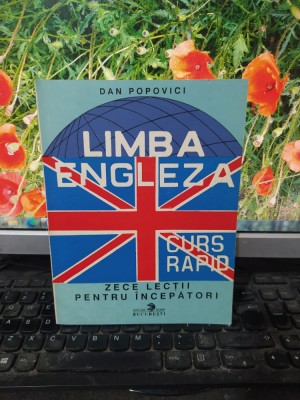 DAN POPOVICI
LIMBA
ENGLEZA
CURS
RAPID
ZECE LECTII
PENTRU ÎNCEPĂTORI
BUCUREȘTI